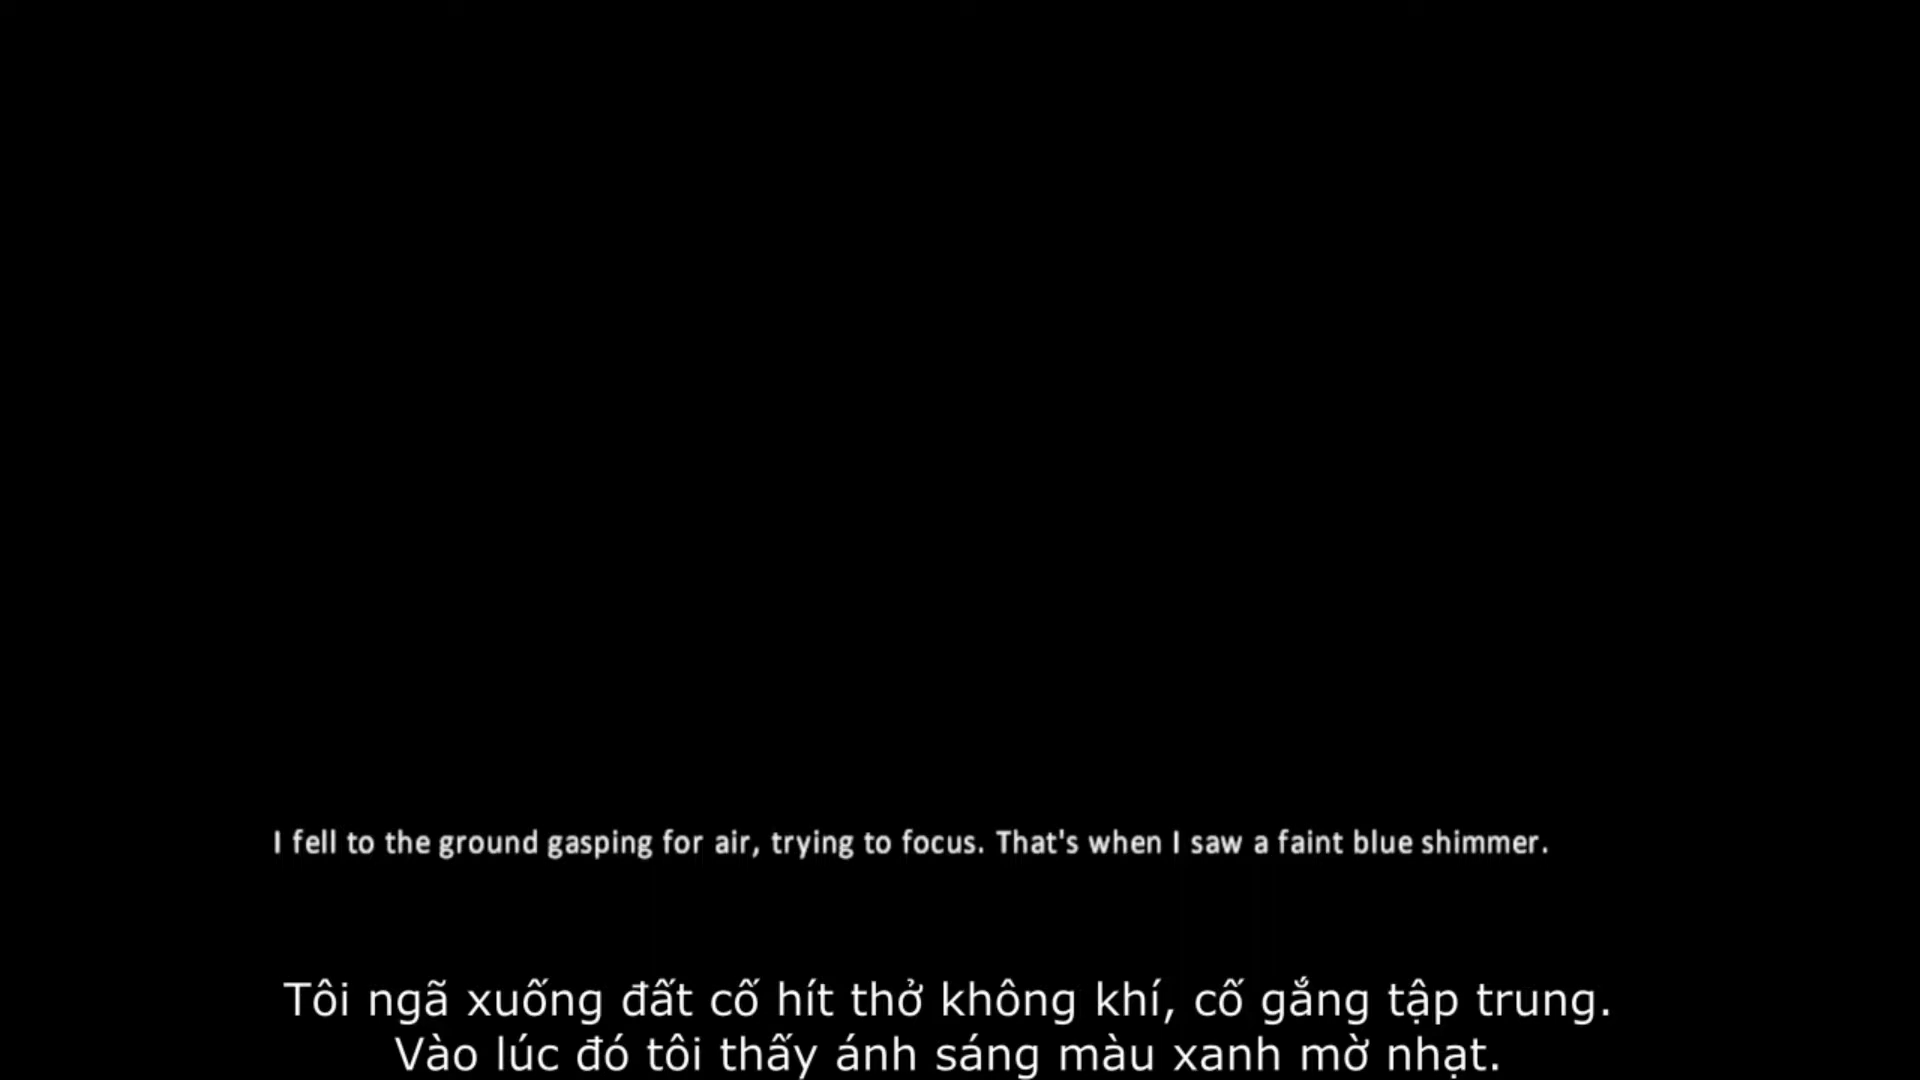 I fell to the ground gasping for air, trying to focus. That's when I saw a faint blue shimmer.
Tôi ngã xuống đất cố hít thở không khí, cố gắng tập trung.
Vào lúc đó tôi thấy ánh sáng màu xanh mờ nhạt.